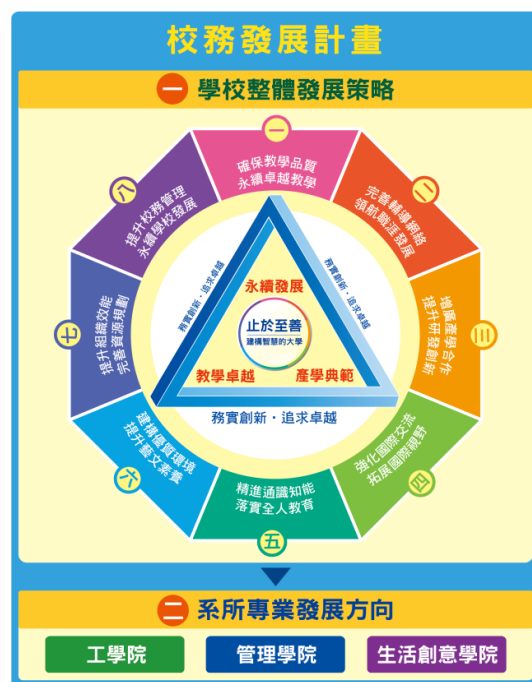 校務發展計畫
一 學校整體發展策略
一
確保教學品質
永續卓越教學
二
完善輔導網絡
領航職涯發展
三
增廣產學合作
提升研發創新
四
強化國際交流
拓展國際視野
五
精進通識知能
落實全人教育
六
建構優質環境
提升藝文素養
七
提升組織效能
完善資源規劃
八
提升校務管理
永續學校發展
務實創新・追求卓越
務實創新・追求卓越
永續發展
止於至善
建構智慧的大學
教學卓越
產學典範
務實創新・追求卓越
二 系所專業發展方向
工學院
管理學院
生活創意學院